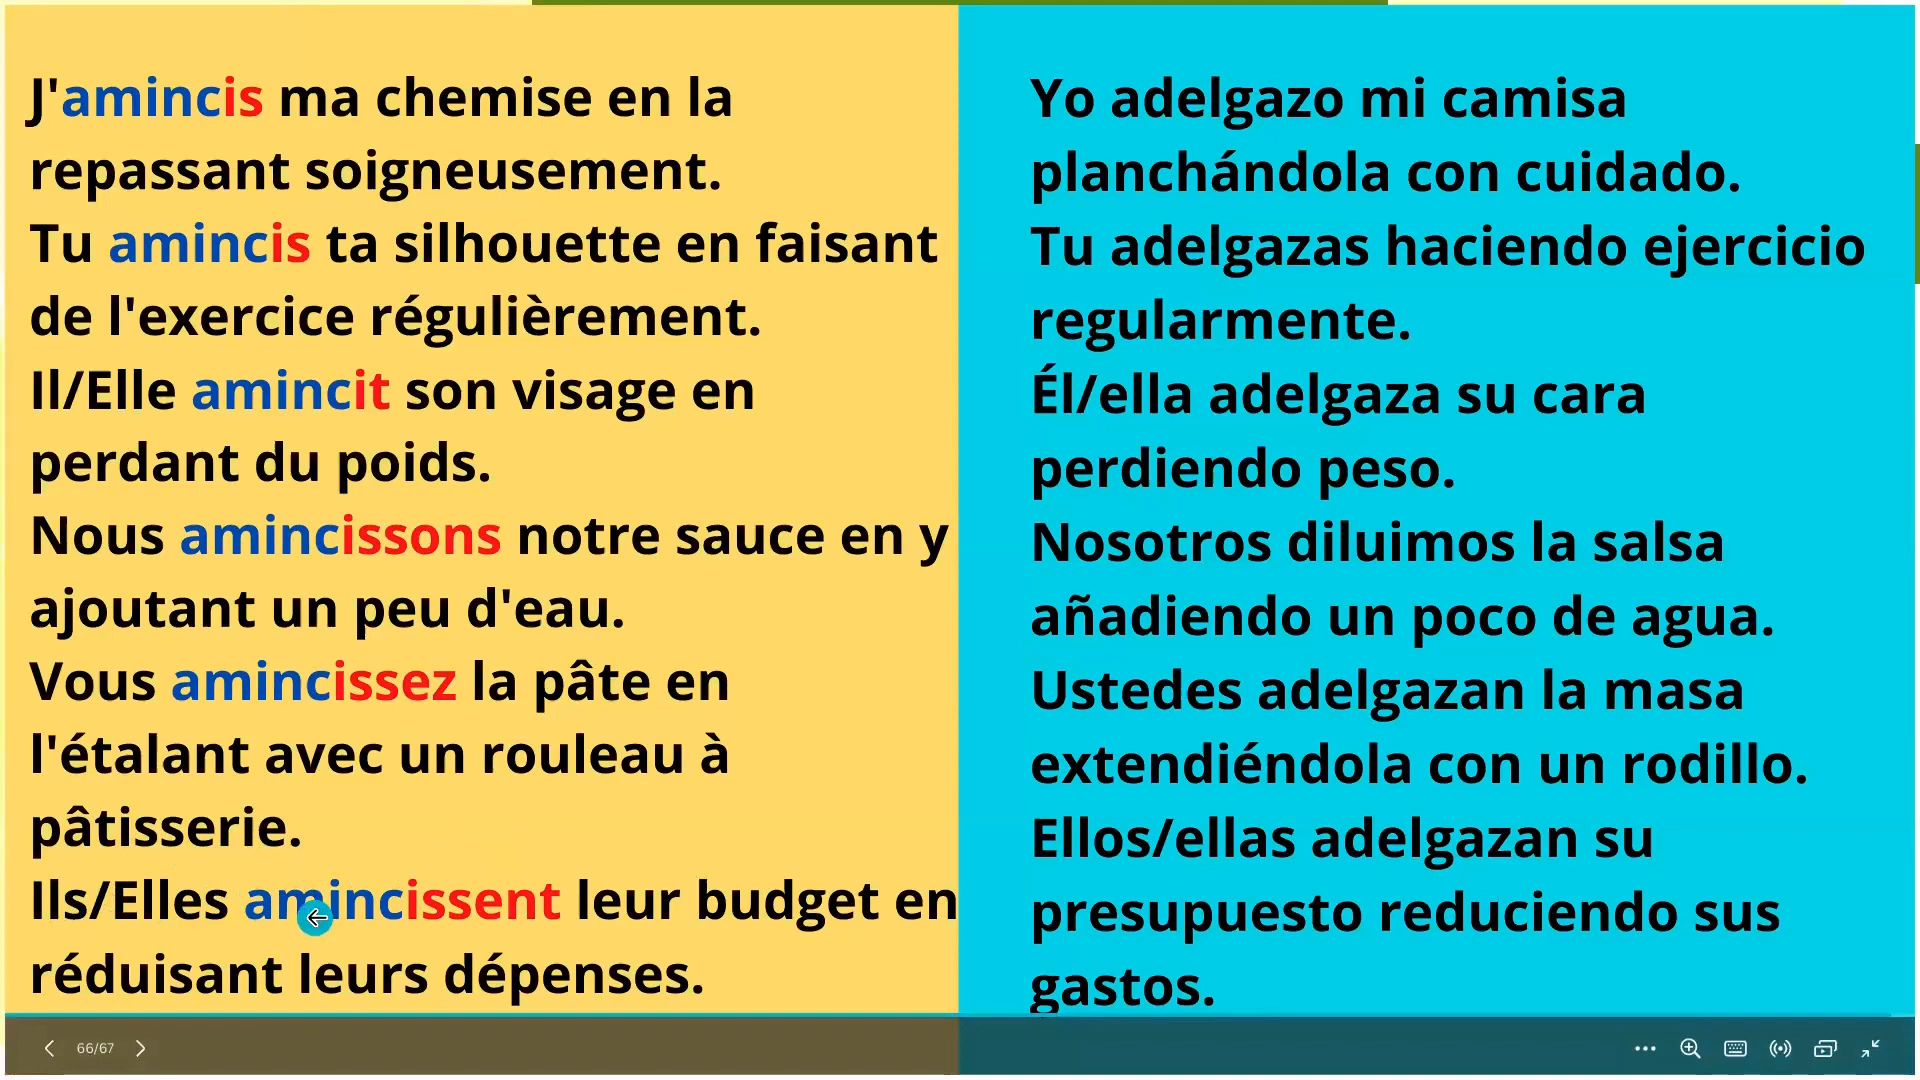 J'amincis ma chemise en la
repassant soigneusement.
Tu amincis ta silhouette en faisant
de l'exercice régulièrement.
Il/Elle amincit son visage en
perdant du poids.
Nous amincissons notre sauce en y
ajoutant un peu d'eau.
Vous amincissez la pâte en
l'étalant avec un rouleau à
pâtisserie.
Ils/Elles amincissent leur budget en
réduisant leurs dépenses.
Yo adelgazo mi camisa
planchándola con cuidado.
Tu adelgazas haciendo ejercicio
regularmente.
Él/ella adelgaza su cara
perdiendo peso.
Nosotros diluimos la salsa
añadiendo un poco de agua.
Ustedes adelgazan la masa
extendiéndola con un rodillo.
Ellos/ellas adelgazan su
presupuesto reduciendo sus
gastos.
66/67